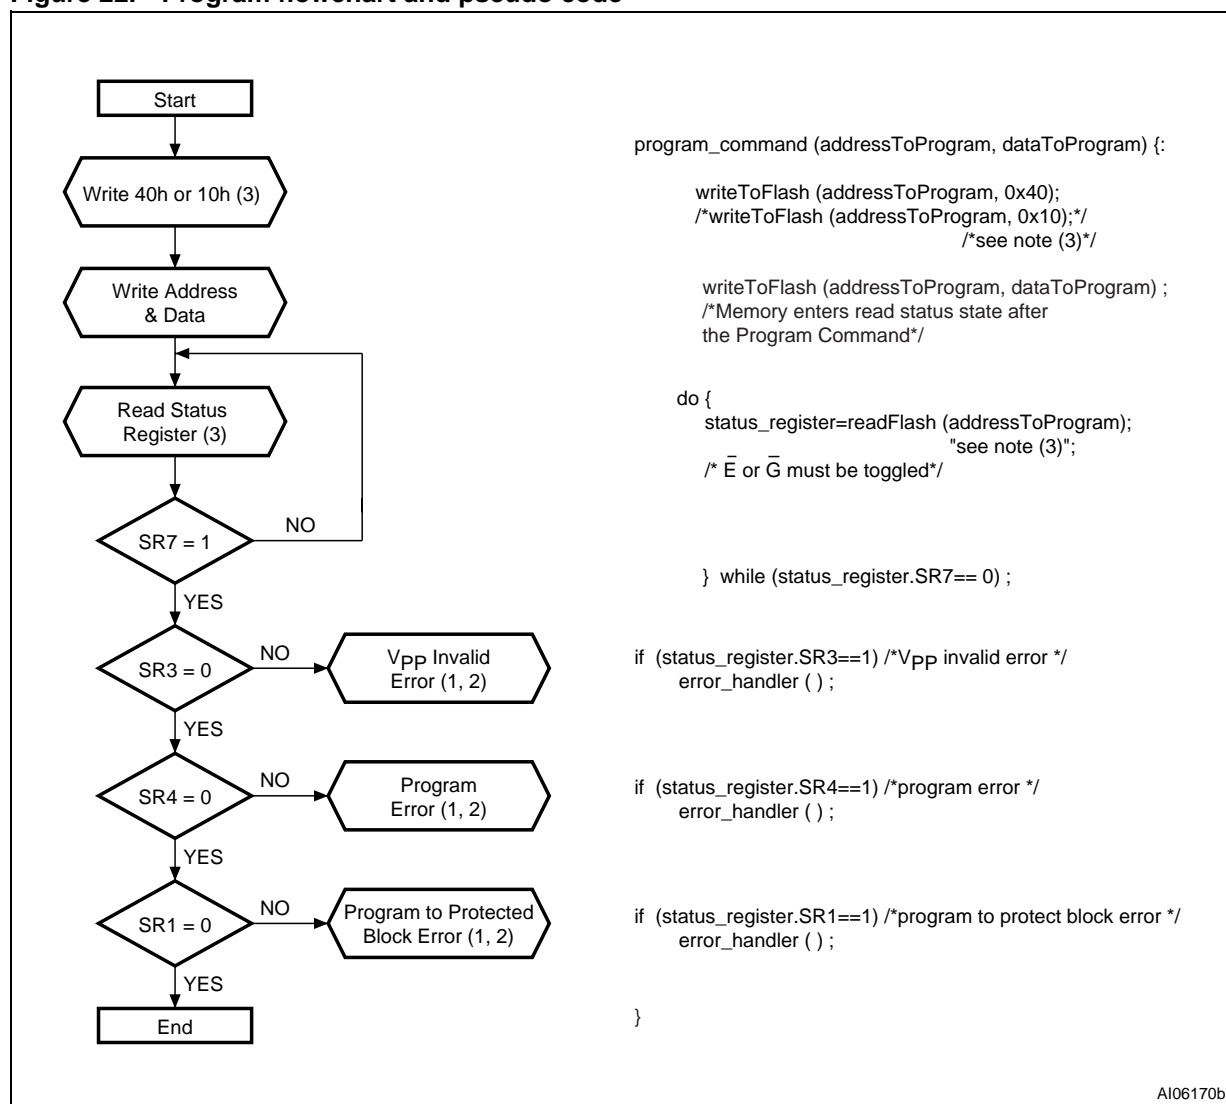 Figure 22. Program flowchart and pseudo code
Start
Write 40h or 10h (3)
Write Address
& Data
Read Status
Register (3)
SR7 = 1
NO
YES
SR3 = 0
NO
VPP Invalid
Error (1, 2)
YES
SR4 = 0
NO
Program
Error (1, 2)
YES
SR1 = 0
NO
Program to Protected
Block Error (1, 2)
YES
End
program_command (addressToProgram, dataToProgram) {:
writeToFlash (addressToProgram, 0x40);
/*writeToFlash (addressToProgram, 0x10);*/
/*see note (3)*/
writeToFlash (addressToProgram, dataToProgram) ;
/*Memory enters read status state after
the Program Command*/
do {
status_register=readFlash (addressToProgram);
"see note (3)";
/* E̅ or G̅ must be toggled*/
} while (status_register.SR7== 0) ;
if (status_register.SR3==1) /*VPP invalid error */
error_handler ( ) ;
if (status_register.SR4==1) /*program error */
error_handler ( ) ;
if (status_register.SR1==1) /*program to protect block error */
error_handler ( ) ;
}
AI06170b